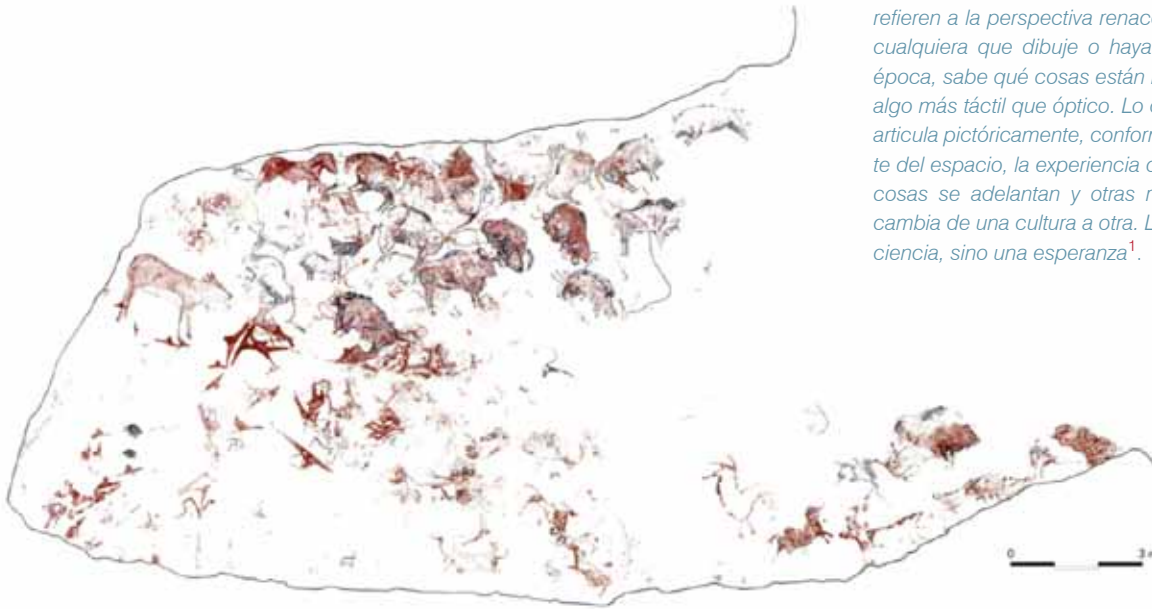 refieren a la perspectiva renac
cualquiera que dibuje o haya
época, sabe qué cosas están
algo más táctil que óptico. Lo
articula pictóricamente, confor
te del espacio, la experiencia
cosas se adelantan y otras
cambia de una cultura a otra. L
ciencia, sino una esperanza1.
0 3